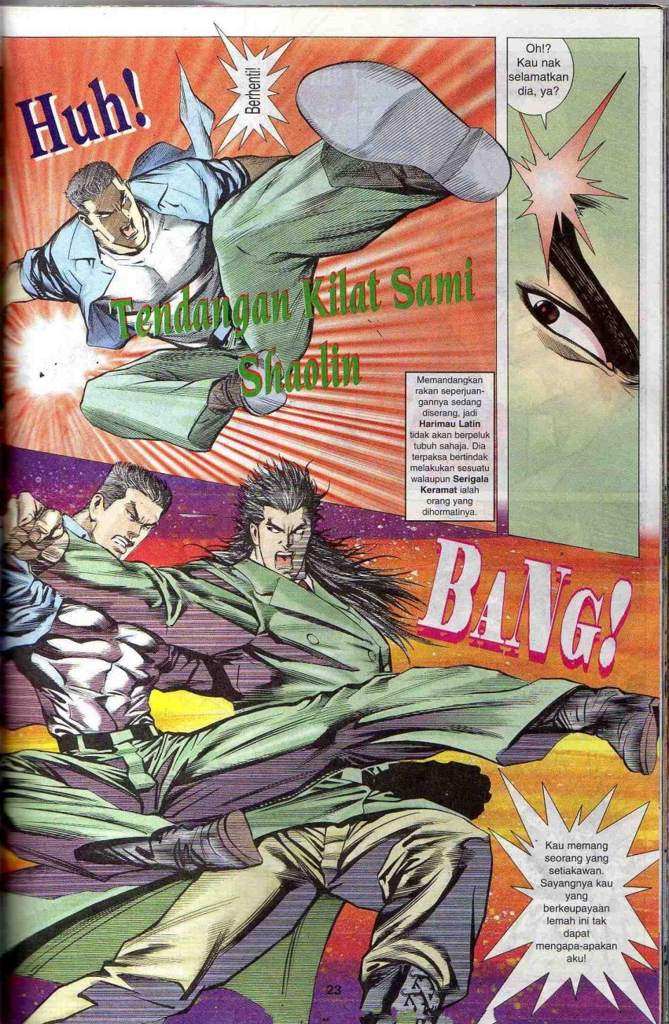 Huh!
Berhenti!
Oh!?
Kau nak
selamatkan
dia, ya?
Tendangan Kilat Sami
Shaolin
Memandangkan
rakan seperjuan-
gannya sedang
diserang, jadi
Harimau Latin
tidak akan berpeluk
tubuh sahaja. Dia
terpaksa bertindak
melakukan sesuatu
walaupun Serigala
Keramat ialah
orang yang
dihormatinya.
BANG!
Kau memang
seorang yang
setiakawan.
Sayangnya kau
yang
berkeupayaan
lemah ini tak
dapat
mengapa-apakan
aku!
23